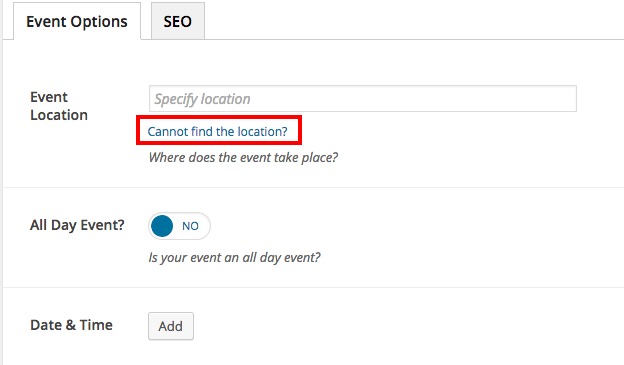 Event Options
SEO
Event
Location
Specify location
Cannot find the location?
Where does the event take place?
All Day Event?
NO
Is your event an all day event?
Date & Time
Add